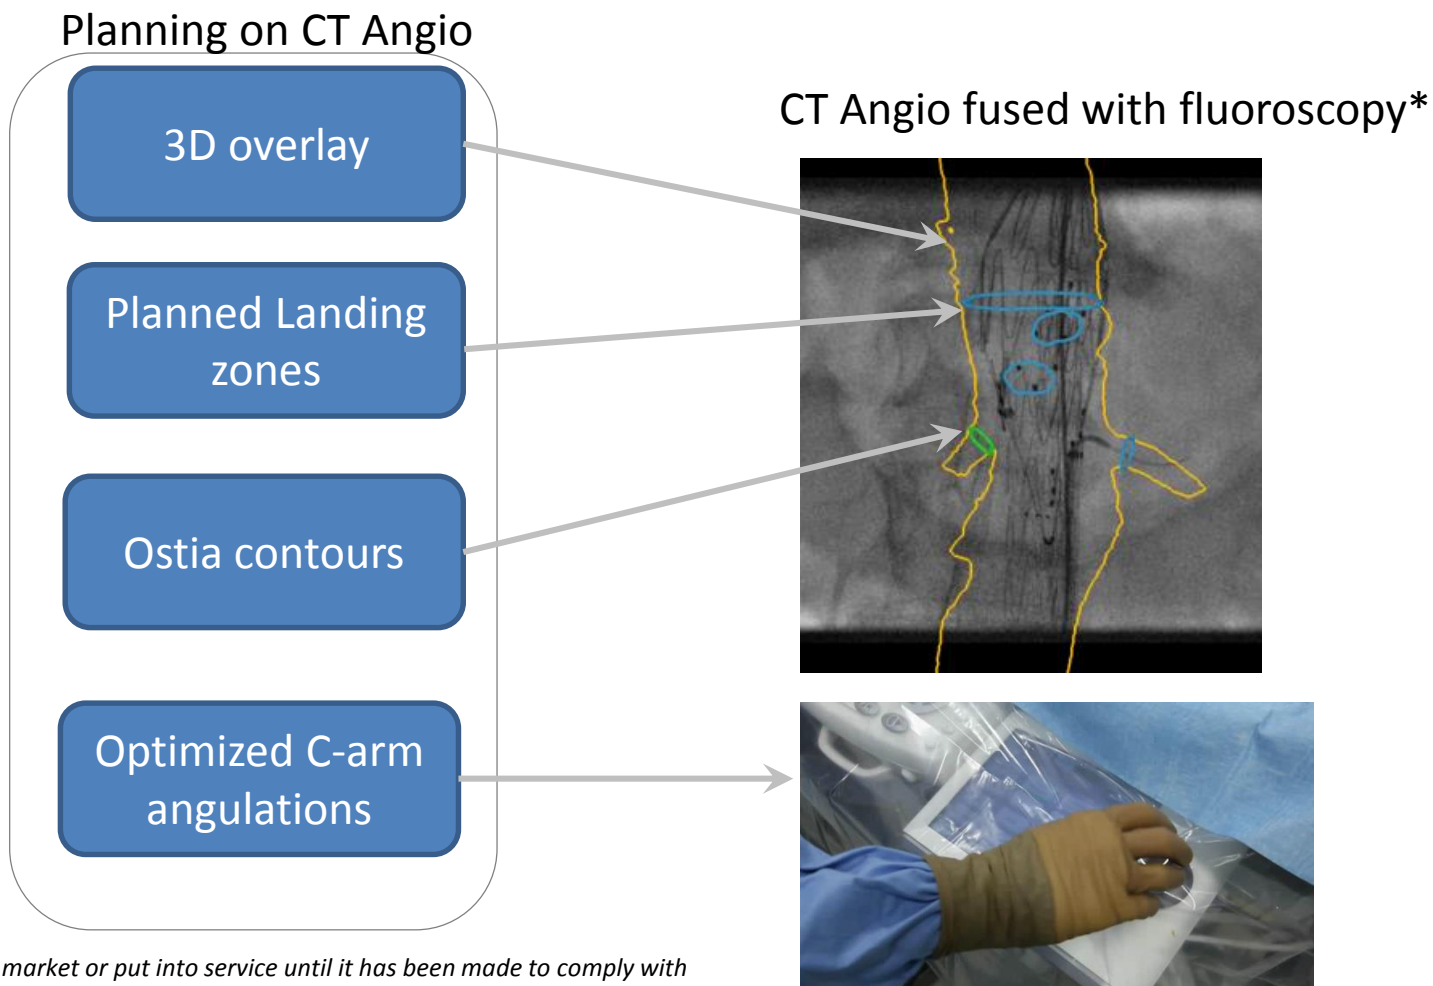 Planning on CT Angio
3D overlay
Planned Landing
zones
Ostia contours
Optimized C-arm
angulations
CT Angio fused with fluoroscopy*
market or put into service until it has been made to comply with